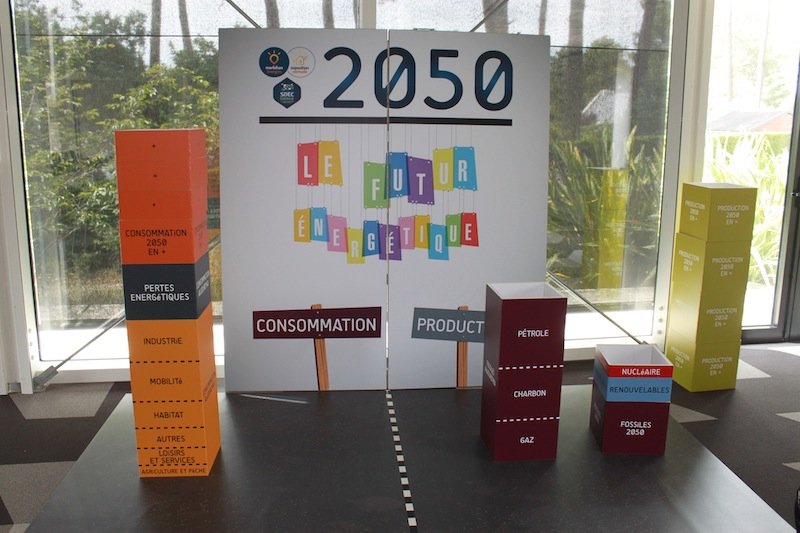 2050
LE
FUTUR
ÉNERGÉTIQUE
CONSOMMATION
PRODUCT
SDEC
CONSOMMATION
2050
EN +
PERTES
ENERGéTIQUES
INDUSTRIE
MOBILITé
HABITAT
AUTRES
LOISIRS
ET SERVICES
AGRICULTURE ET PêCHE
PÉTROLE
CHARBON
GAZ
NUCLéAIRE
RENOUVELABLES
FOSSILES
2050
PRODUCTION
2050
EN +
PRODUCTION
2050
EN +
PRODUCTION
2050
EN +
PRODUCTION
2050
EN +